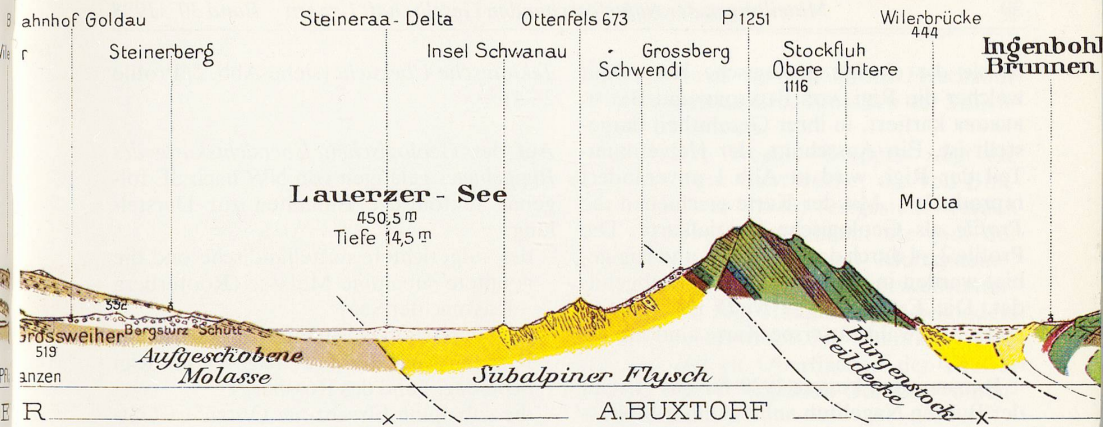 ahnhof Goldau
Steineraa - Delta
Ottenfels 673
P 1251
Wilerbrücke
444
Steinerberg
Insel Schwanau
Grossberg
Schwendi
Stockfluh
Obere Untere
1116
Ingenbohl
Brunnen
Lauerzer - See
450,5 m
Tiefe 14,5 m
Muota
552
Grossweiher
519
Bergsturz Schutt
Aufgeschobene
Molasse
Subalpiner Flysch
Bürgenstock
Teildecke
anzen
R
A. BUXTORF